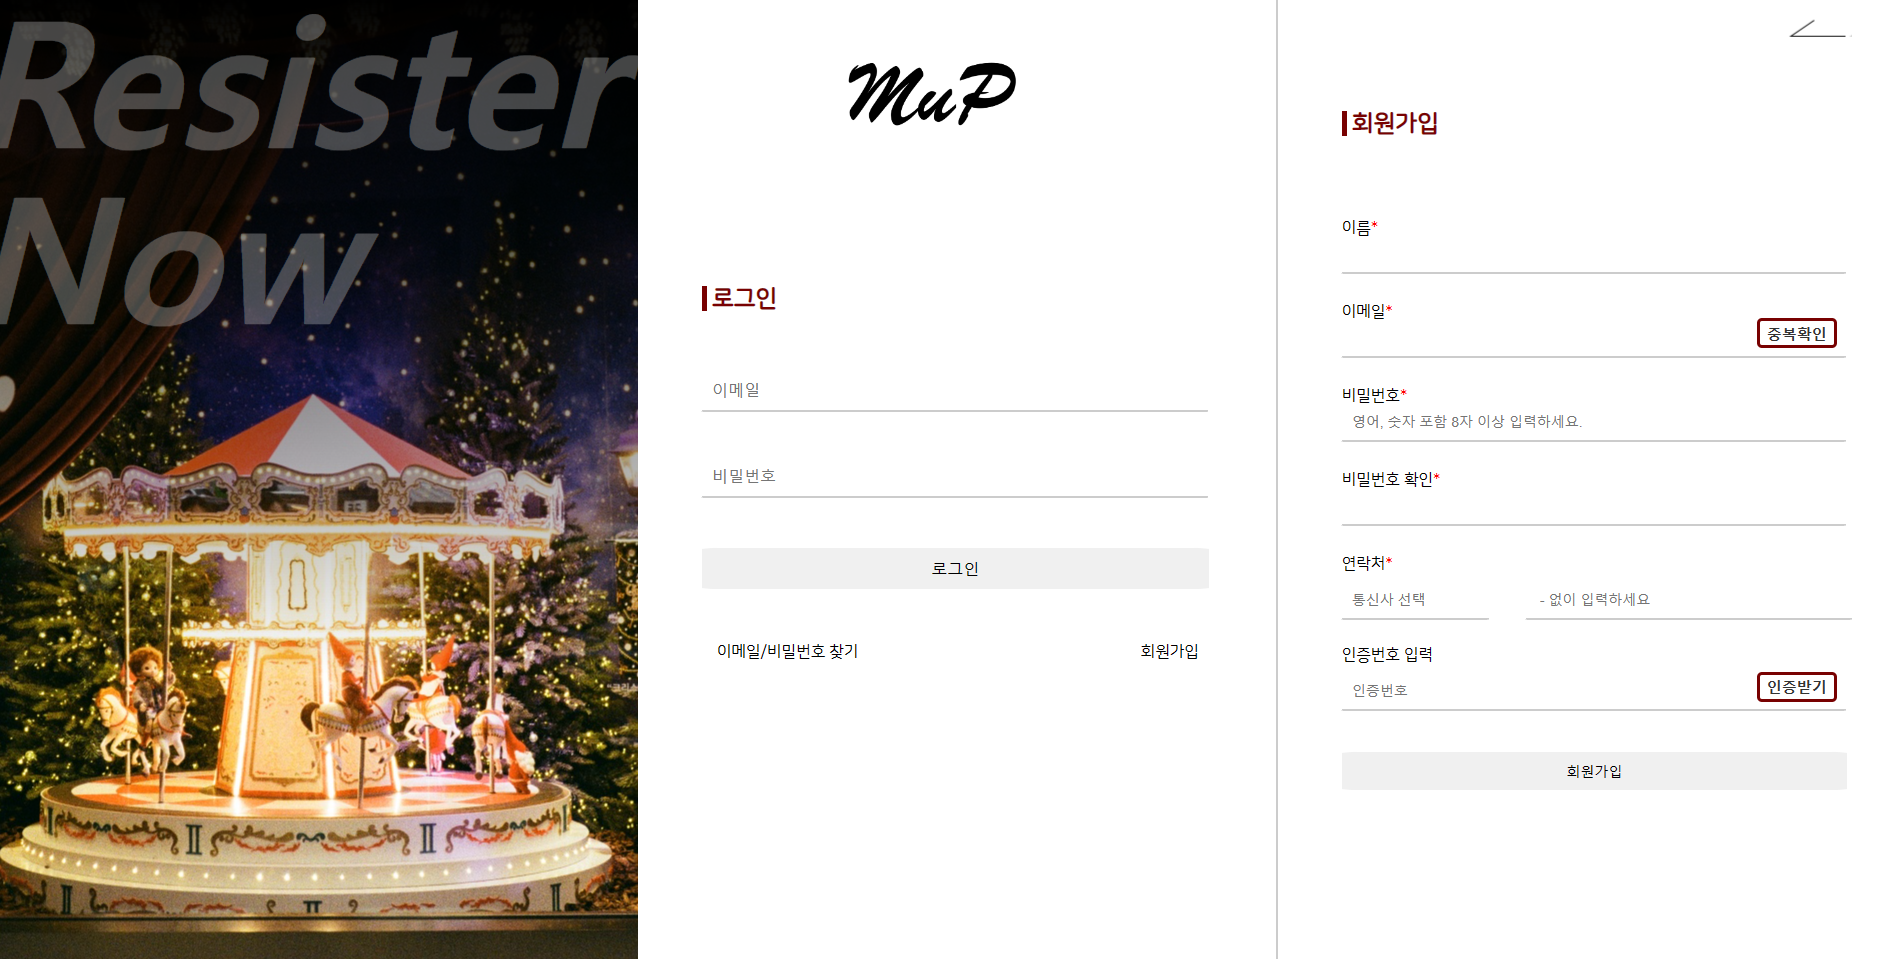 Resister
Now
MuP
로그인
이메일
비밀번호
로그인
이메일/비밀번호 찾기
회원가입
회원가입
이름*
이메일*
중복확인
비밀번호*
영어, 숫자 포함 8자 이상 입력하세요.
비밀번호 확인*
연락처*
통신사 선택
- 없이 입력하세요
인증번호 입력
인증번호
인증받기
회원가입